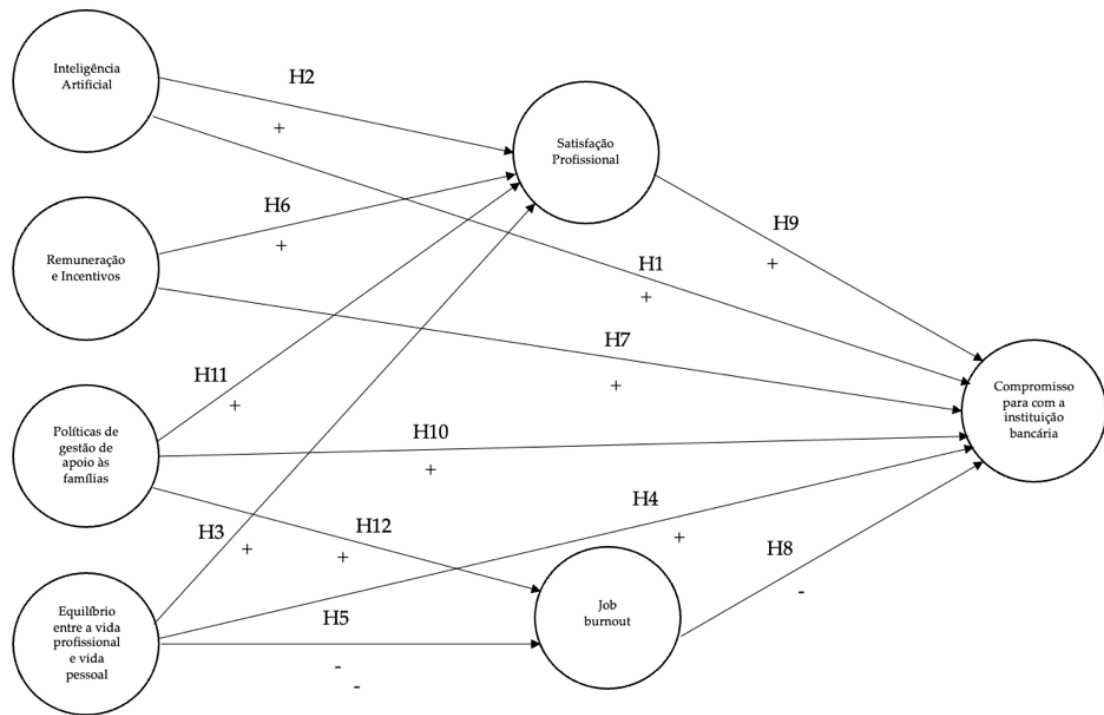 Inteligência
Artificial
H2
+
Satisfação
Profissional
Remuneração
e Incentivos
H6
+
H9
+
H1
+
H7
+
Compromisso
para com a
instituição
bancária
Políticas de
gestão de
apoio às
famílias
H11
+
H10
+
H12
+
H3
+
H4
+
H8
-
Equilíbrio
entre a vida
profissional
e vida
pessoal
H5
-
-
Job
burnout